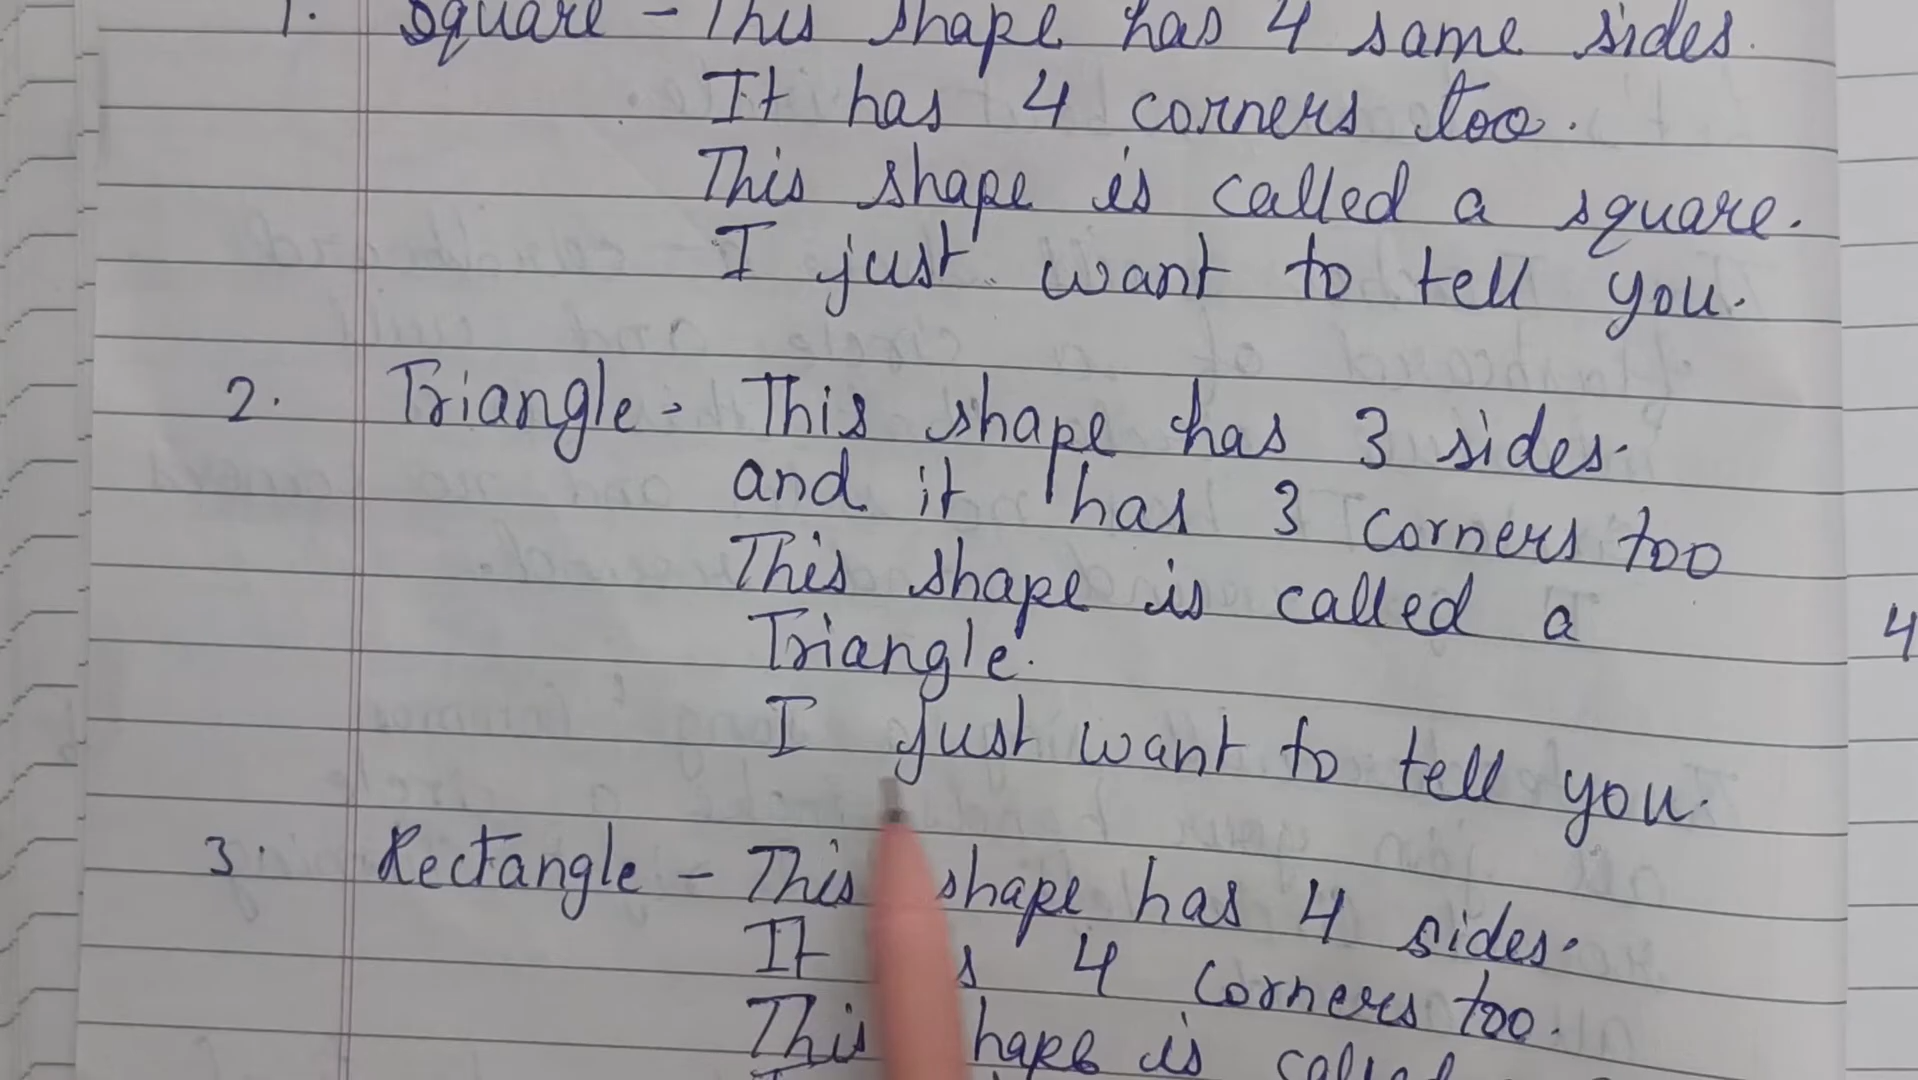 1. Square - This shape has 4 same sides.
It has 4 corners too.
This shape is called a square.
I just want to tell you.
2. Triangle - This shape has 3 sides.
and it has 3 corners too
This shape is called a
Triangle.
I just want to tell you.
4
3. Rectangle - This shape has 4 sides.
It 4 corners too.
This is